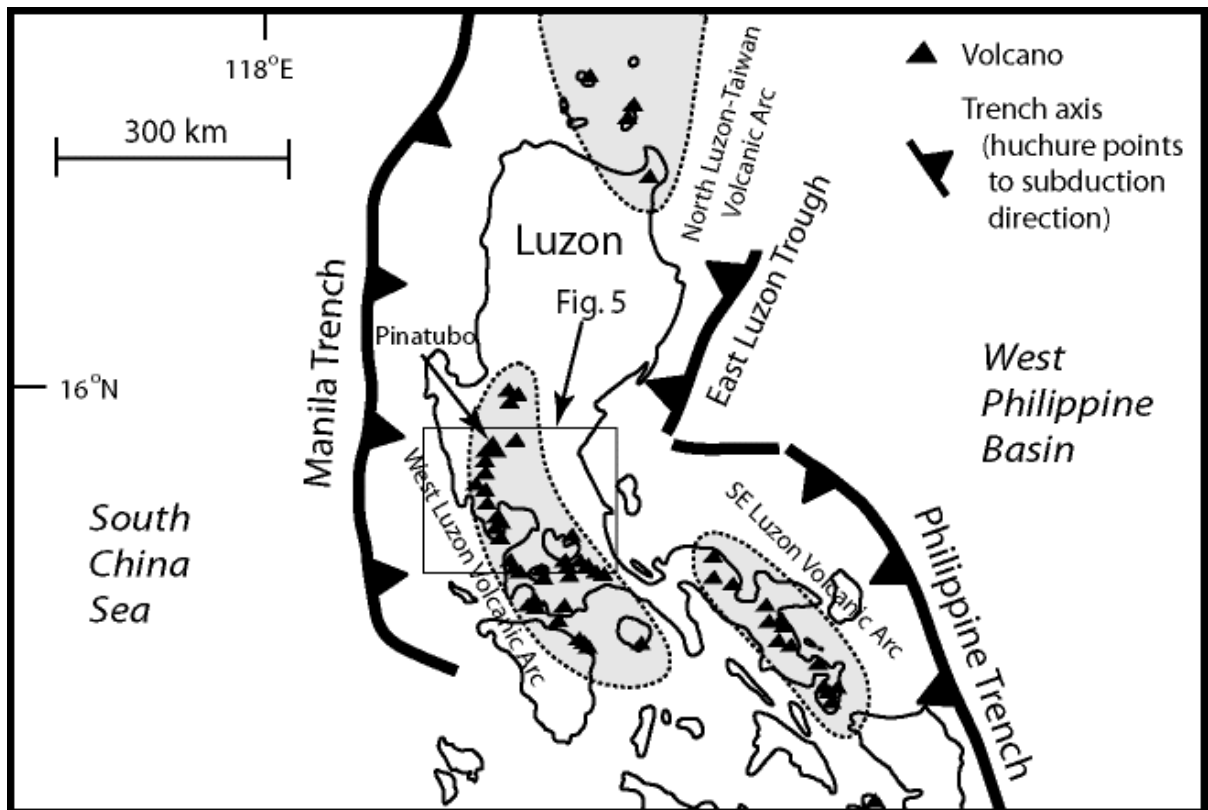 118°E
300 km
Volcano
Trench axis
(huchure points
to subduction
direction)
North Luzon-Taiwan
Volcanic Arc
Luzon
Fig. 5
East Luzon Trough
Manila Trench
Pinatubo
16°N
West
Philippine
Basin
West Luzon Volcanic Arc
South
China
Sea
SE Luzon Volcanic Arc
Philippine Trench